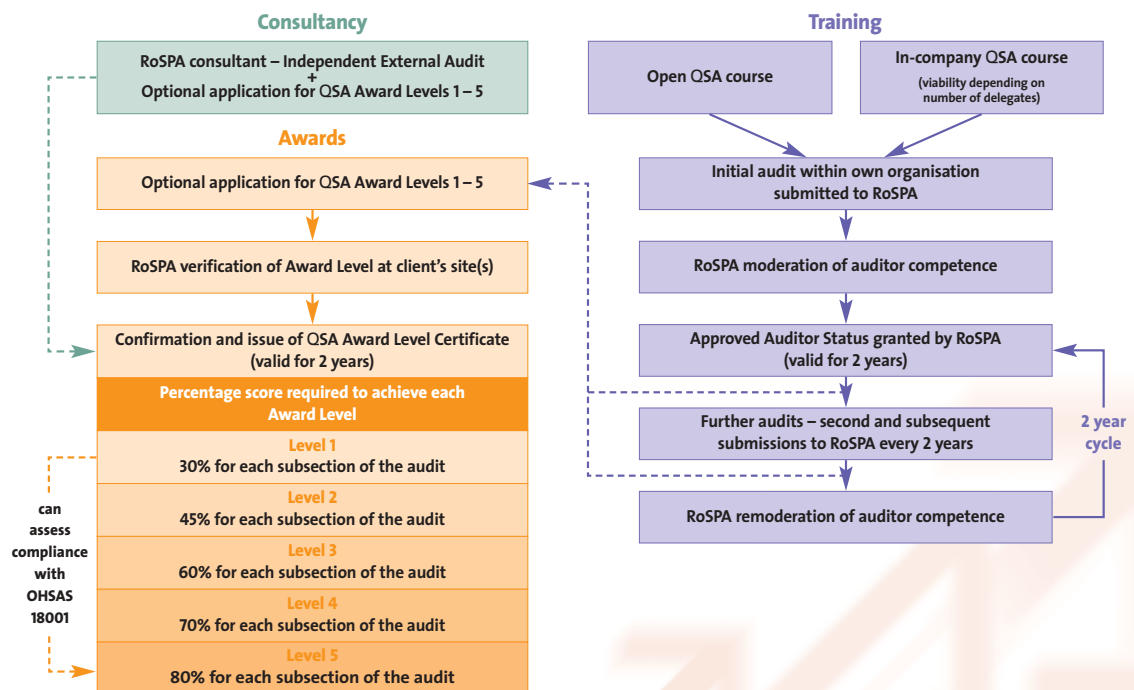 Consultancy
RoSPA consultant – Independent External Audit
+
Optional application for QSA Award Levels 1 – 5
Awards
Optional application for QSA Award Levels 1 – 5
RoSPA verification of Award Level at client's site(s)
Confirmation and issue of QSA Award Level Certificate
(valid for 2 years)
Percentage score required to achieve each
Award Level
Level 1
30% for each subsection of the audit
Level 2
45% for each subsection of the audit
Level 3
60% for each subsection of the audit
Level 4
70% for each subsection of the audit
Level 5
80% for each subsection of the audit
can
assess
compliance
with
OHSAS
18001
Training
Open QSA course
In-company QSA course
(viability depending on
number of delegates)
Initial audit within own organisation
submitted to RoSPA
RoSPA moderation of auditor competence
Approved Auditor Status granted by RoSPA
(valid for 2 years)
Further audits – second and subsequent
submissions to RoSPA every 2 years
RoSPA remoderation of auditor competence
2 year
cycle